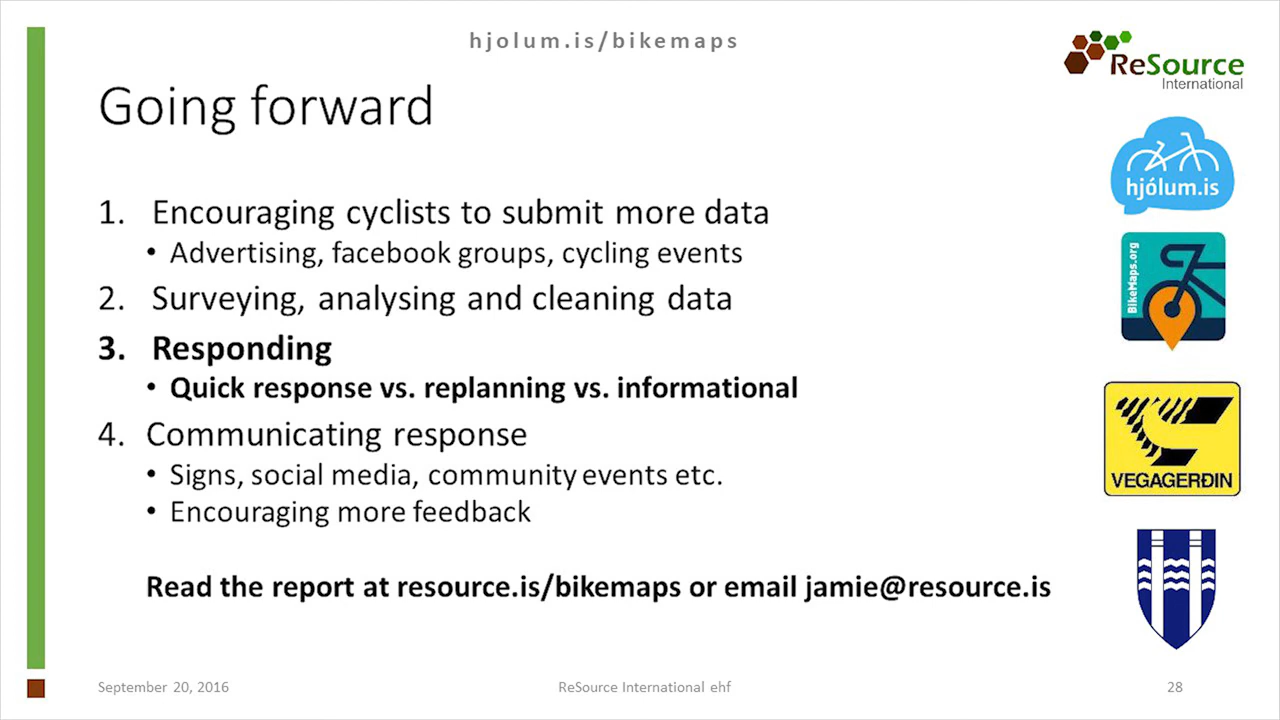 hjolum.is/bikemaps
ReSource
International
Going forward
hjólum.is
1. Encouraging cyclists to submit more data
• Advertising, facebook groups, cycling events
BikeMaps.org
2. Surveying, analysing and cleaning data
3. Responding
• Quick response vs. replanning vs. informational
4. Communicating response
VEGAGERÐIN
• Signs, social media, community events etc.
• Encouraging more feedback
Read the report at resource.is/bikemaps or email jamie@resource.is
September 20, 2016
ReSource International ehf
28